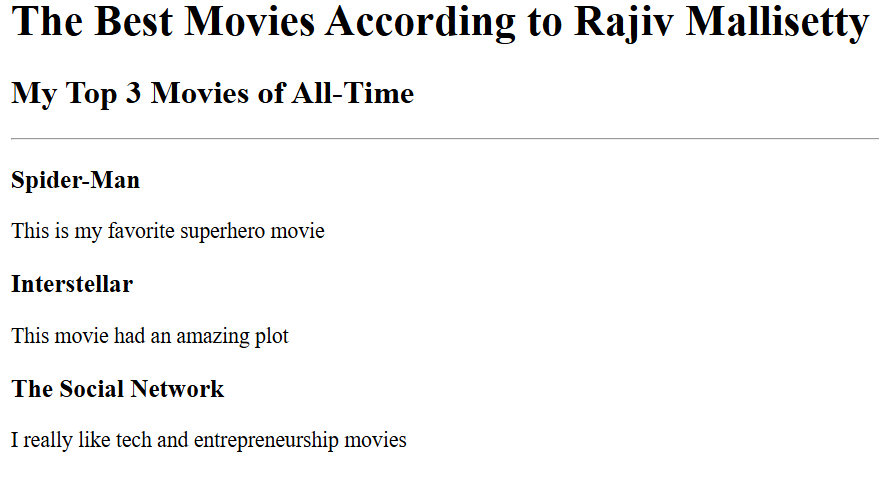 The Best Movies According to Rajiv Mallisetty
My Top 3 Movies of All-Time
Spider-Man
This is my favorite superhero movie
Interstellar
This movie had an amazing plot
The Social Network
I really like tech and entrepreneurship movies